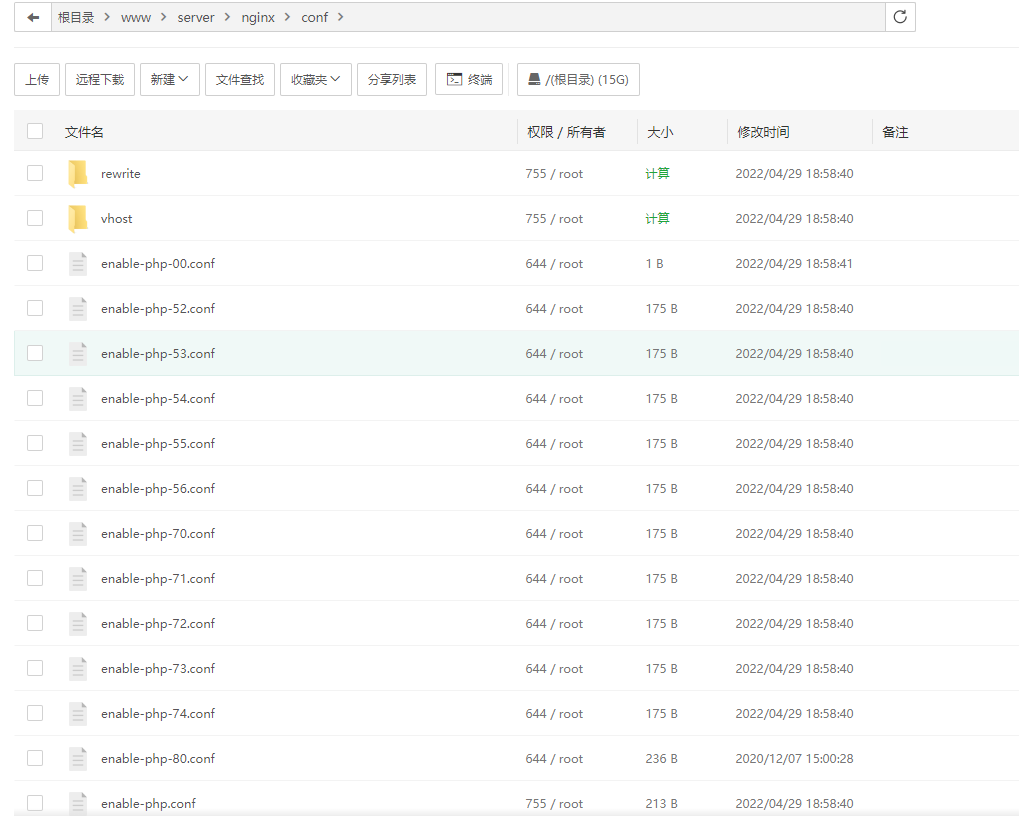 根目录 > www > server > nginx > conf >
上传 远程下载 新建 文件查找 收藏夹 分享列表 终端 /(根目录) (15G)
文件名 权限 / 所有者 大小 修改时间 备注
rewrite 755 / root 计算 2022/04/29 18:58:40
vhost 755 / root 计算 2022/04/29 18:58:40
enable-php-00.conf 644 / root 1 B 2022/04/29 18:58:41
enable-php-52.conf 644 / root 175 B 2022/04/29 18:58:40
enable-php-53.conf 644 / root 175 B 2022/04/29 18:58:40
enable-php-54.conf 644 / root 175 B 2022/04/29 18:58:40
enable-php-55.conf 644 / root 175 B 2022/04/29 18:58:40
enable-php-56.conf 644 / root 175 B 2022/04/29 18:58:40
enable-php-70.conf 644 / root 175 B 2022/04/29 18:58:40
enable-php-71.conf 644 / root 175 B 2022/04/29 18:58:40
enable-php-72.conf 644 / root 175 B 2022/04/29 18:58:40
enable-php-73.conf 644 / root 175 B 2022/04/29 18:58:40
enable-php-74.conf 644 / root 175 B 2022/04/29 18:58:40
enable-php-80.conf 644 / root 236 B 2020/12/07 15:00:28
enable-php.conf 755 / root 213 B 2022/04/29 18:58:40